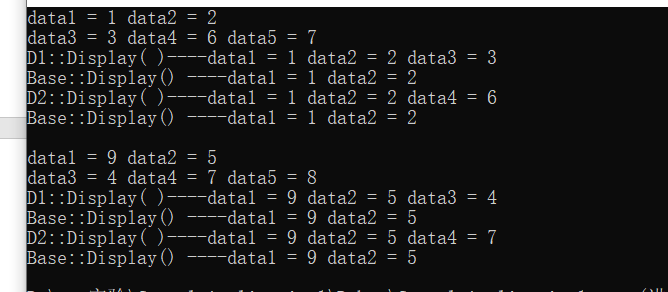 data1 = 1 data2 = 2
data3 = 3 data4 = 6 data5 = 7
D1::Display( )----data1 = 1 data2 = 2 data3 = 3
Base::Display() ----data1 = 1 data2 = 2
D2::Display( )----data1 = 1 data2 = 2 data4 = 6
Base::Display() ----data1 = 1 data2 = 2
data1 = 9 data2 = 5
data3 = 4 data4 = 7 data5 = 8
D1::Display( )----data1 = 9 data2 = 5 data3 = 4
Base::Display() ----data1 = 9 data2 = 5
D2::Display( )----data1 = 9 data2 = 5 data4 = 7
Base::Display() ----data1 = 9 data2 = 5